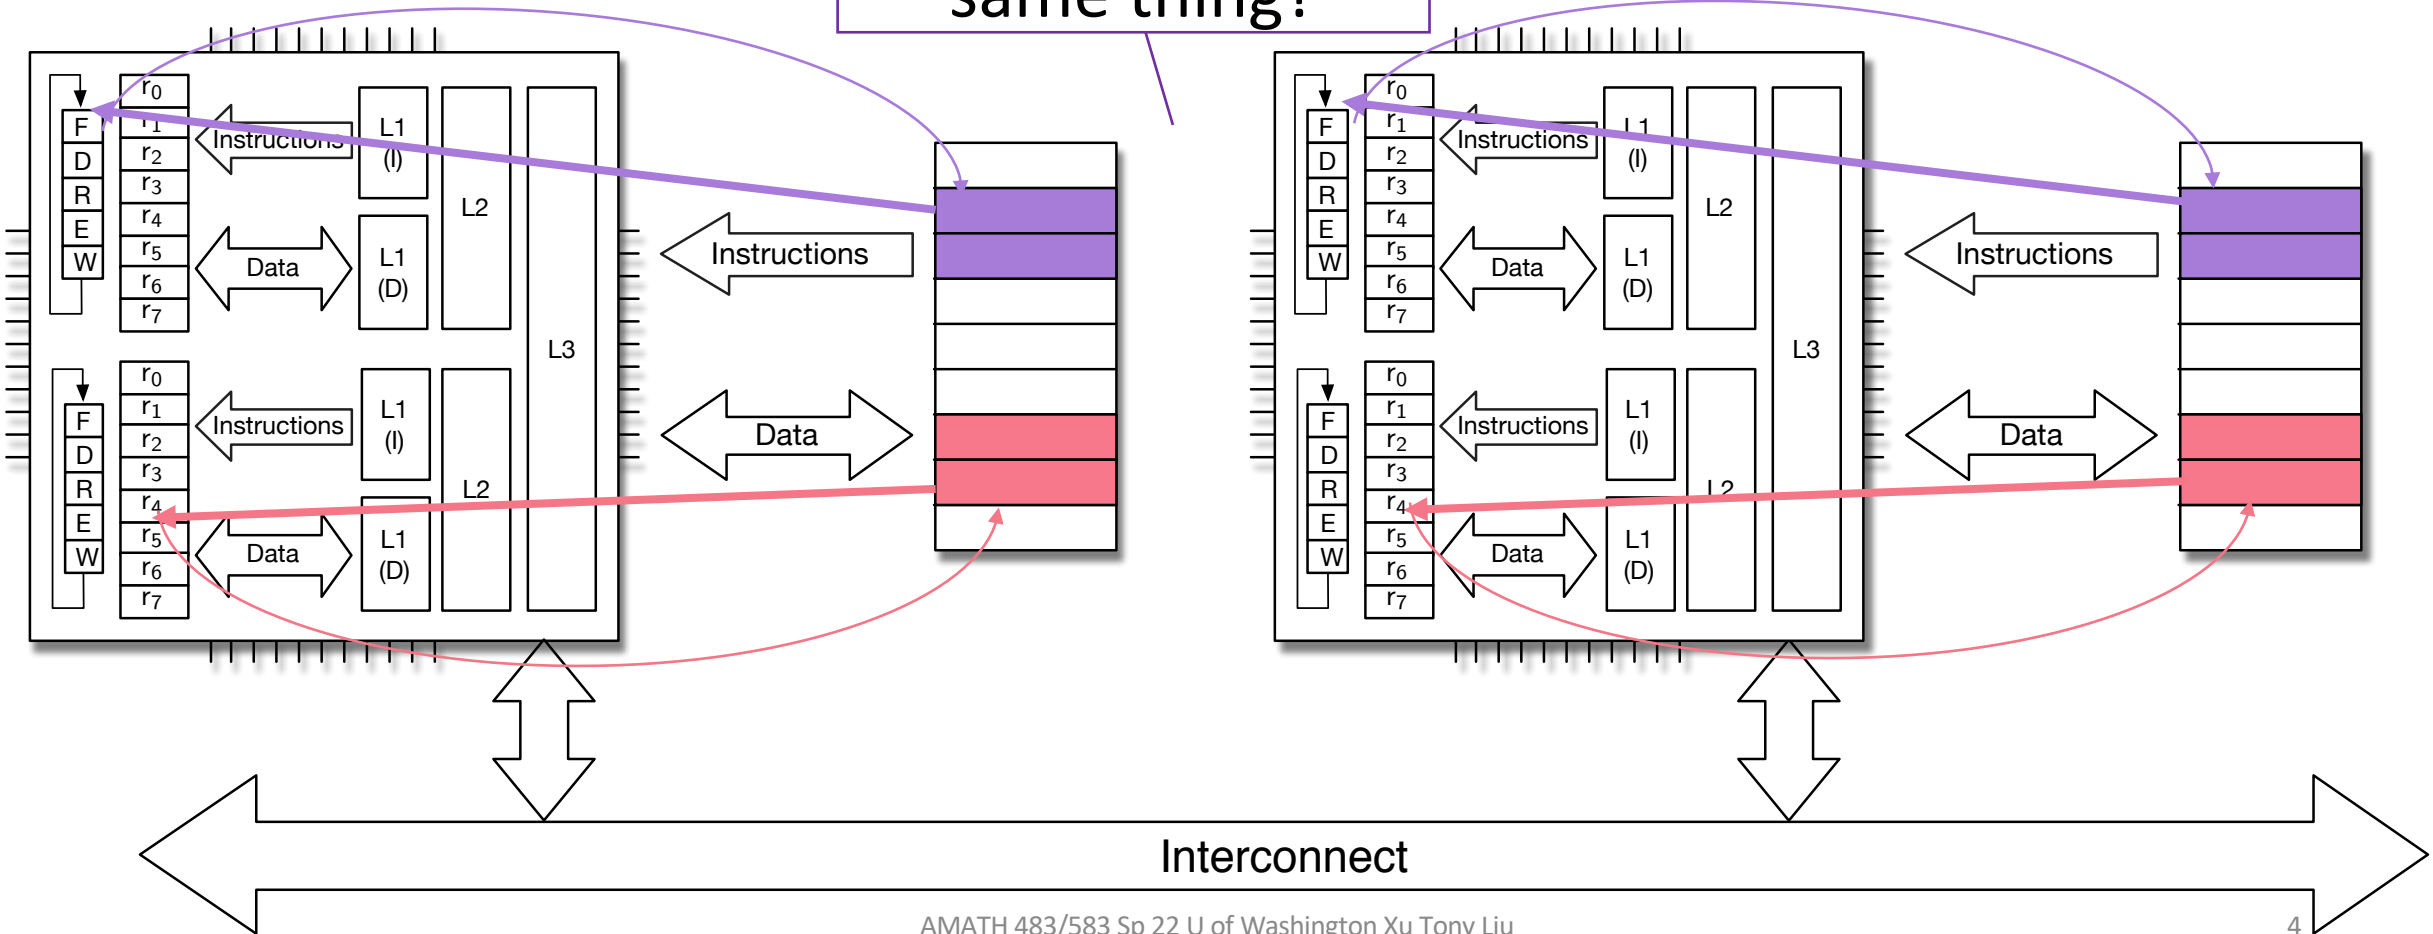 same thing?
r0
r1
r2
r3
r4
r5
r6
r7
F
D
R
E
W
Instructions
Data
L1
(I)
L1
(D)
L2
r0
r1
r2
r3
r4
r5
r6
r7
F
D
R
E
W
Instructions
Data
L1
(I)
L1
(D)
L2
L3
Instructions
Data
r0
r1
r2
r3
r4
r5
r6
r7
F
D
R
E
W
Instructions
Data
L1
(I)
L1
(D)
L2
r0
r1
r2
r3
r4
r5
r6
r7
F
D
R
E
W
Instructions
Data
L1
(I)
L1
(D)
L2
L3
Instructions
Data
Interconnect
AMATH 483/583 Sp 22 U of Washington Xu Tony Liu
4